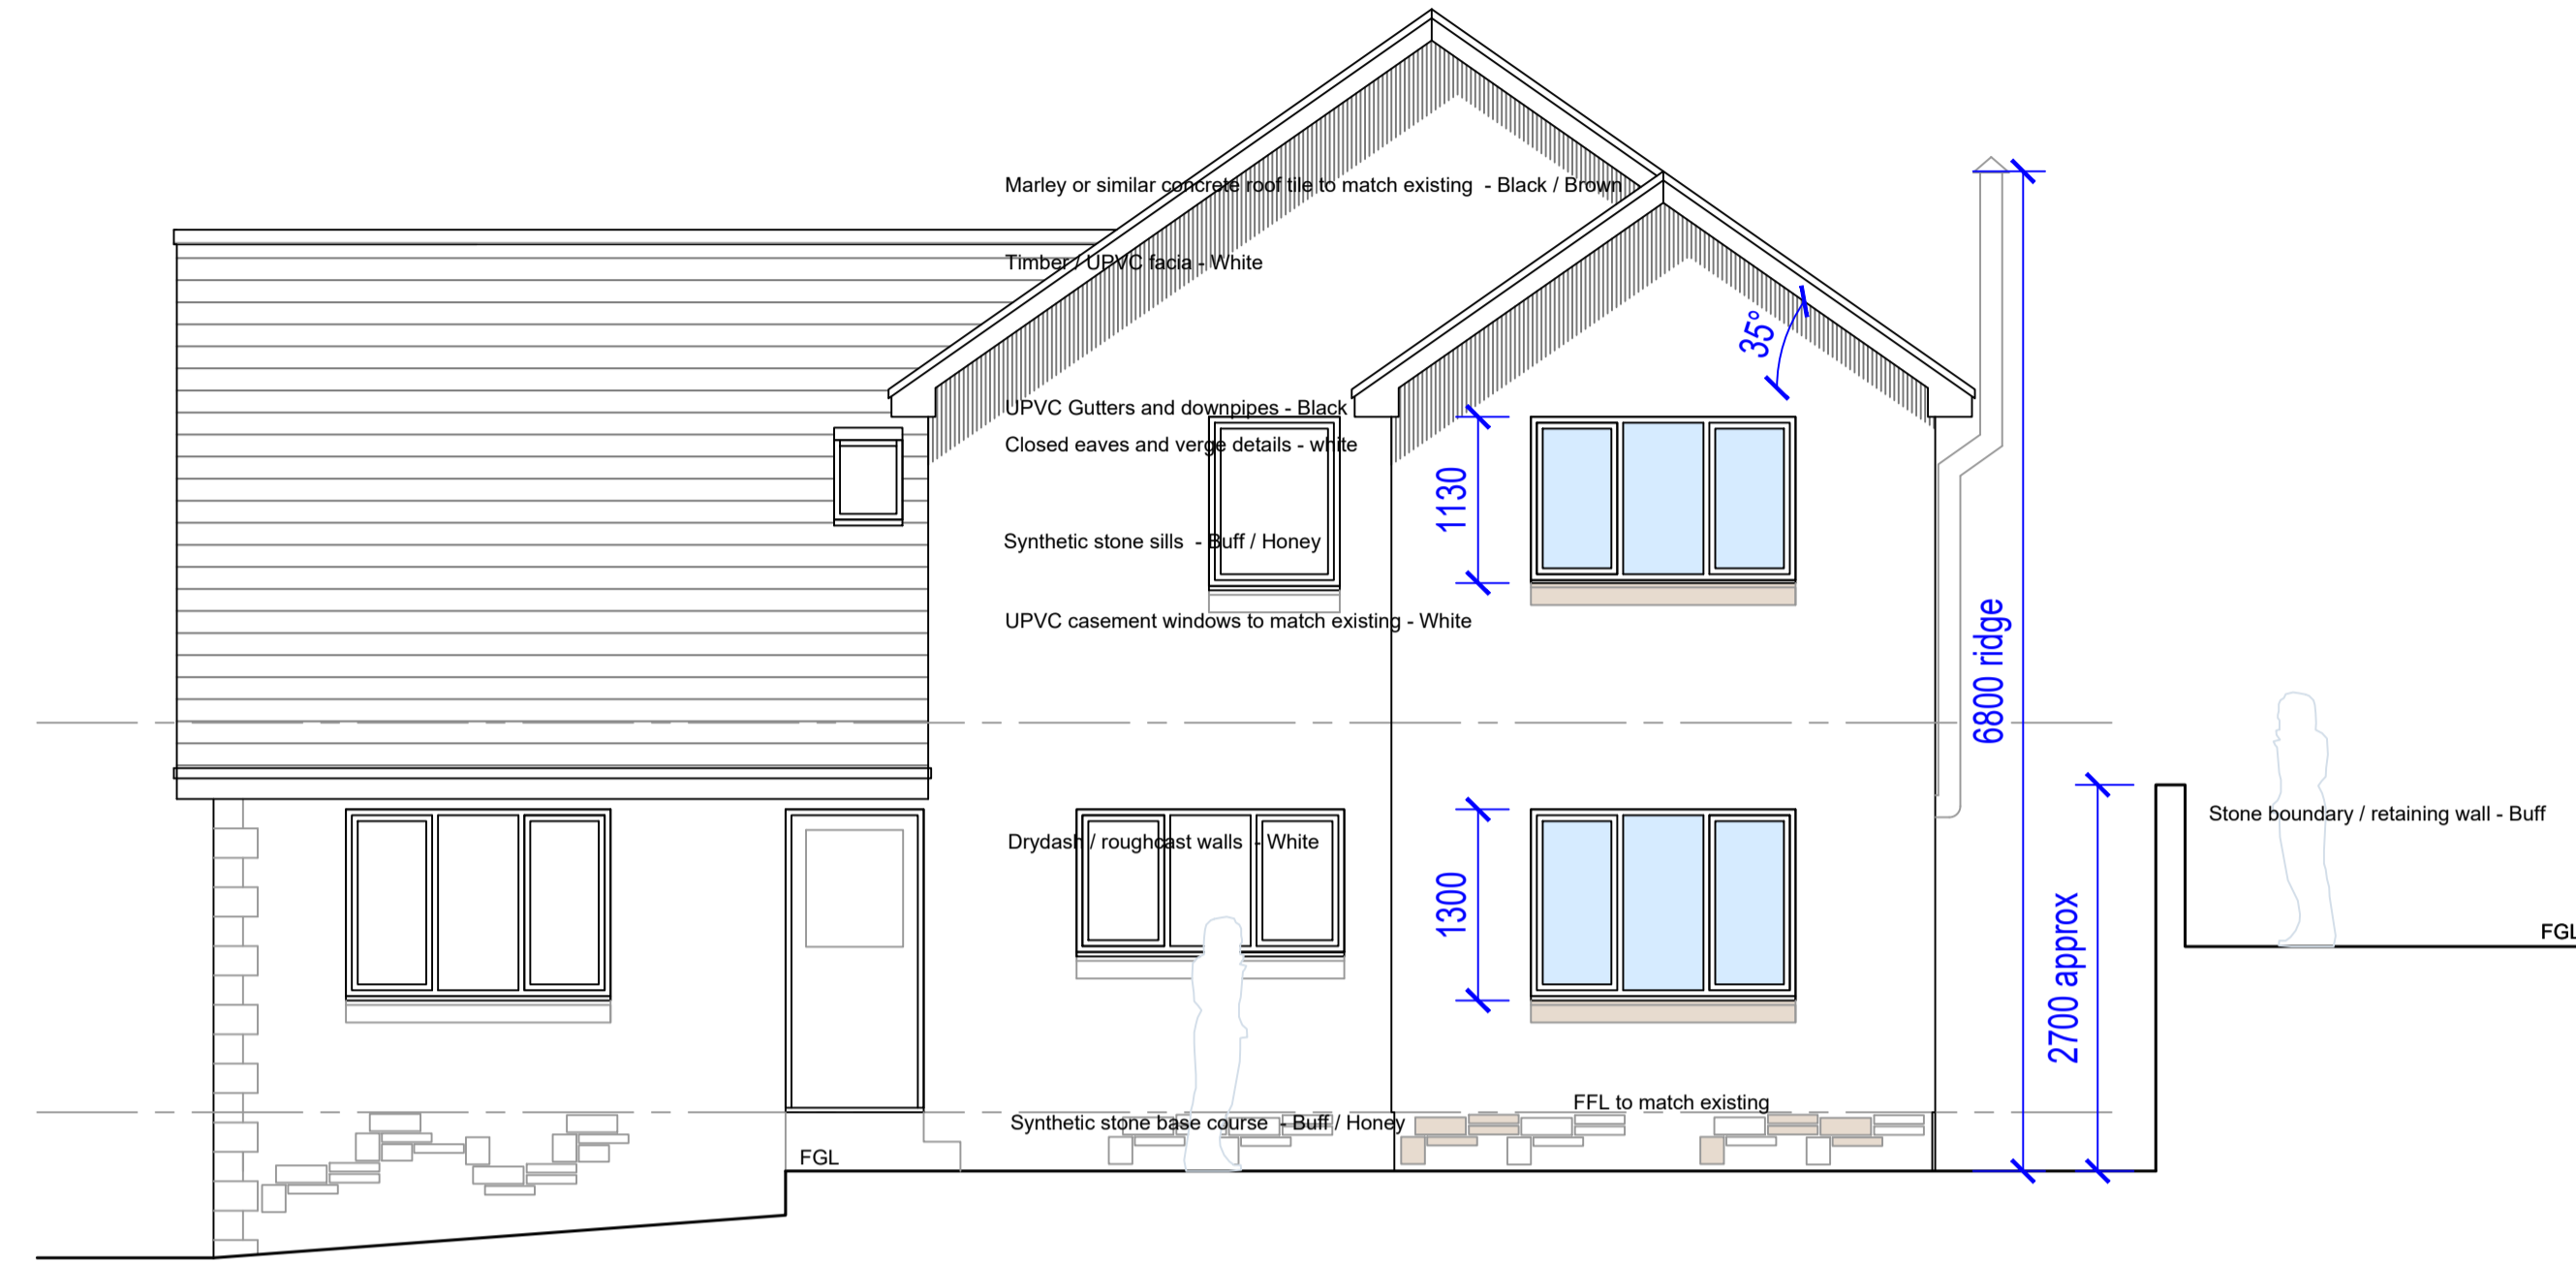 Marley or similar concrete roof tile to match existing - Black / Brown
Timber / UPVC facia - White
35°
UPVC Gutters and downpipes - Black
Closed eaves and verge details - white
1130
Synthetic stone sills - Buff / Honey
UPVC casement windows to match existing - White
6800 ridge
Stone boundary / retaining wall - Buff
Drydash / roughcast walls - White
1300
2700 approx
FGL
FFL to match existing
Synthetic stone base course - Buff / Honey
FGL